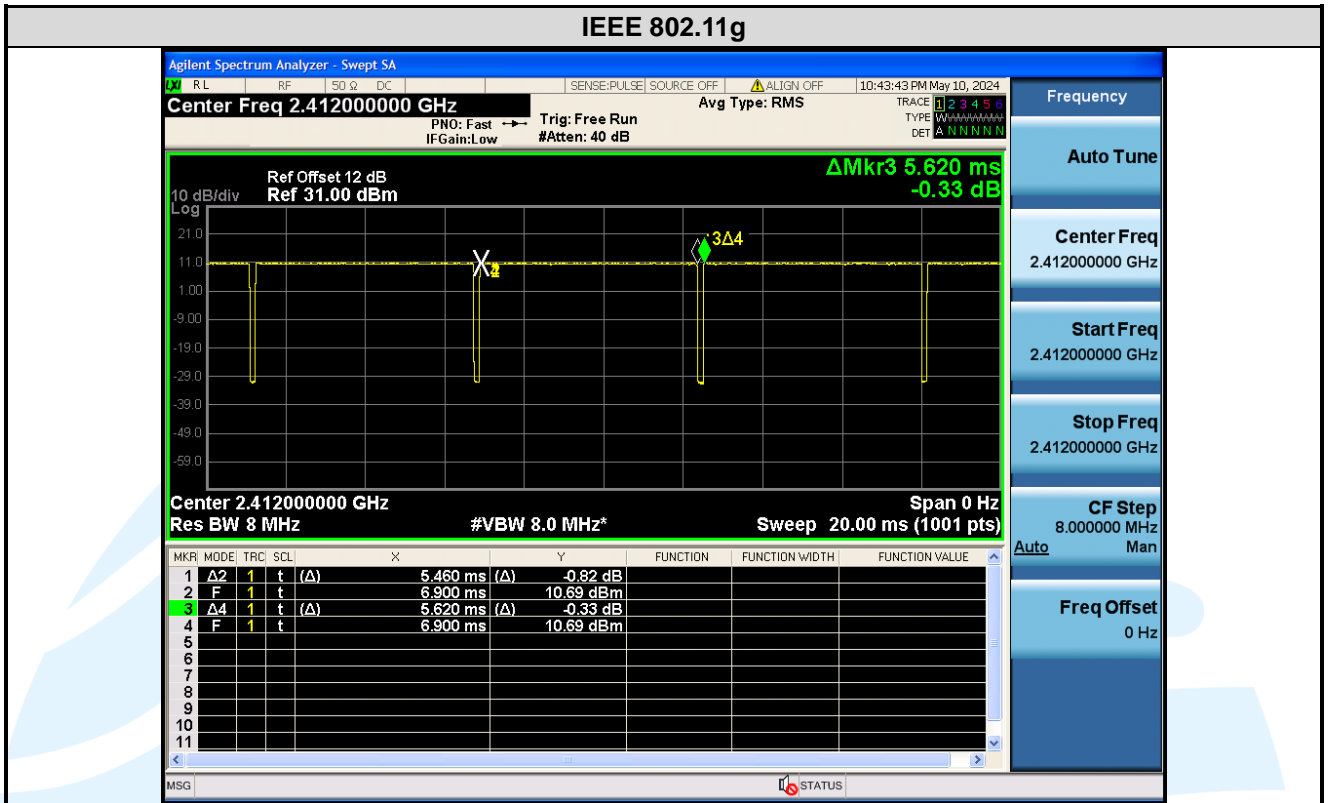 IEEE 802.11g
Agilent Spectrum Analyzer - Swept SA
LXI RL RF 50 Ω DC SENSE:PULSE SOURCE OFF ALIGN OFF 10:43:43 PM May 10, 2024
Center Freq 2.412000000 GHz
PNO: Fast
IFGain:Low
Trig: Free Run
#Atten: 40 dB
Avg Type: RMS
TRACE 1 2 3 4 5 6
TYPE W
DET A N N N N N
Frequency
Auto Tune
Center Freq
2.412000000 GHz
Start Freq
2.412000000 GHz
Stop Freq
2.412000000 GHz
CF Step
8.000000 MHz
Auto Man
Freq Offset
0 Hz
ΔMkr3 5.620 ms
-0.33 dB
Ref Offset 12 dB
10 dB/div Ref 31.00 dBm
Log
21.0
11.0
1.00
-9.00
-19.0
-29.0
-39.0
-49.0
-59.0
3Δ4
Center 2.412000000 GHz Span 0 Hz
Res BW 8 MHz #VBW 8.0 MHz* Sweep 20.00 ms (1001 pts)
MKR MODE TRC SCL X Y FUNCTION FUNCTION WIDTH FUNCTION VALUE
1 Δ2 1 t (Δ) 5.460 ms (Δ) -0.82 dB
2 F 1 t 6.900 ms 10.69 dBm
3 Δ4 1 t (Δ) 5.620 ms (Δ) -0.33 dB
4 F 1 t 6.900 ms 10.69 dBm
5
6
7
8
9
10
11
MSG STATUS